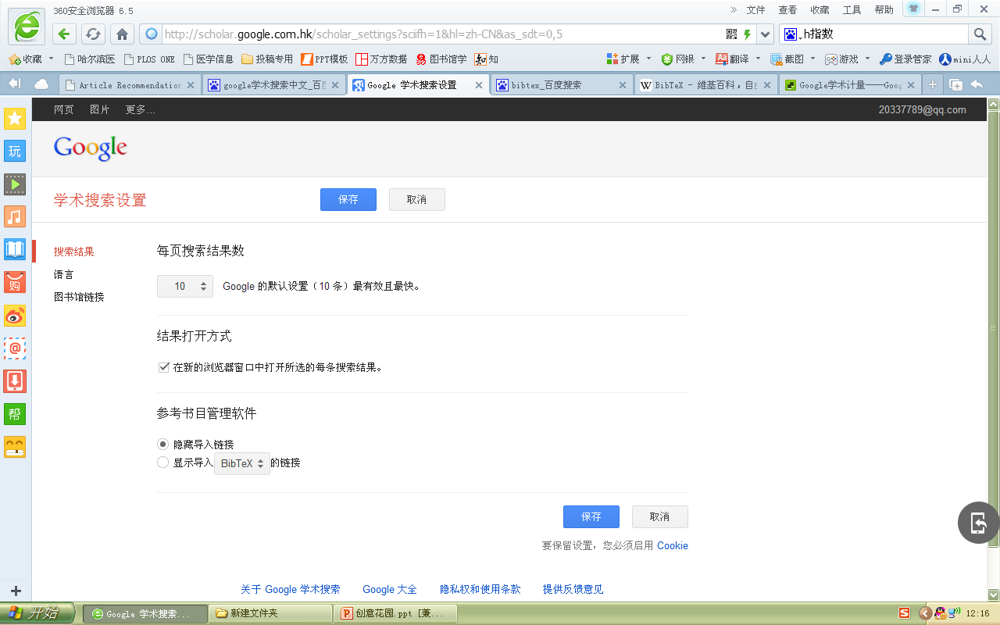 360安全浏览器 6.5
» 文件 查看 收藏 工具 帮助
http://scholar.google.com.hk/scholar_settings?sciifh=1&hl=zh-CN&as_sdt=0,5
h指数
收藏 哈尔滨医 PLOS ONE 医学信息 投稿专用 PPT模板 万方数据 图书馆学 知 扩展 网银 翻译 截图 游戏 登录管家 mini人人
Article Recommendation google学术搜索中文_百度 Google 学术搜索设置 bibtex_百度搜索 BibTeX - 维基百科，自由 Google学术计量——Goog
网页 图片 更多… 20337789@qq.com
玩
Google
学术搜索设置 保存 取消
搜索结果
语言
图书馆链接
每页搜索结果数
10 Google 的默认设置（10 条）最有效且最快。
购
结果打开方式
在新的浏览器窗口中打开所选的每条搜索结果。
参考书目管理软件
帮
隐藏导入链接
显示导入 BibTeX 的链接
保存 取消
要保留设置，您必须启用 Cookie
关于 Google 学术搜索 Google 大全 隐私权和使用条款 提供反馈意见
开始 Google 学术搜索... 新建文件夹 创意花园.ppt [兼... 12:16